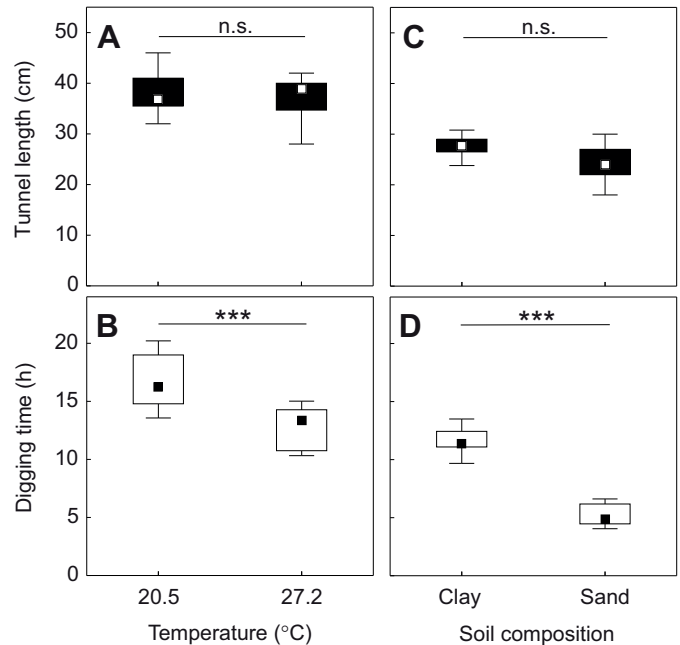 A
n.s.
C
n.s.
Tunnel length (cm)
50
40
30
20
10
0
B
***
D
***
Digging time (h)
20
15
10
5
0
20.5
27.2
Clay
Sand
Temperature (°C)
Soil composition